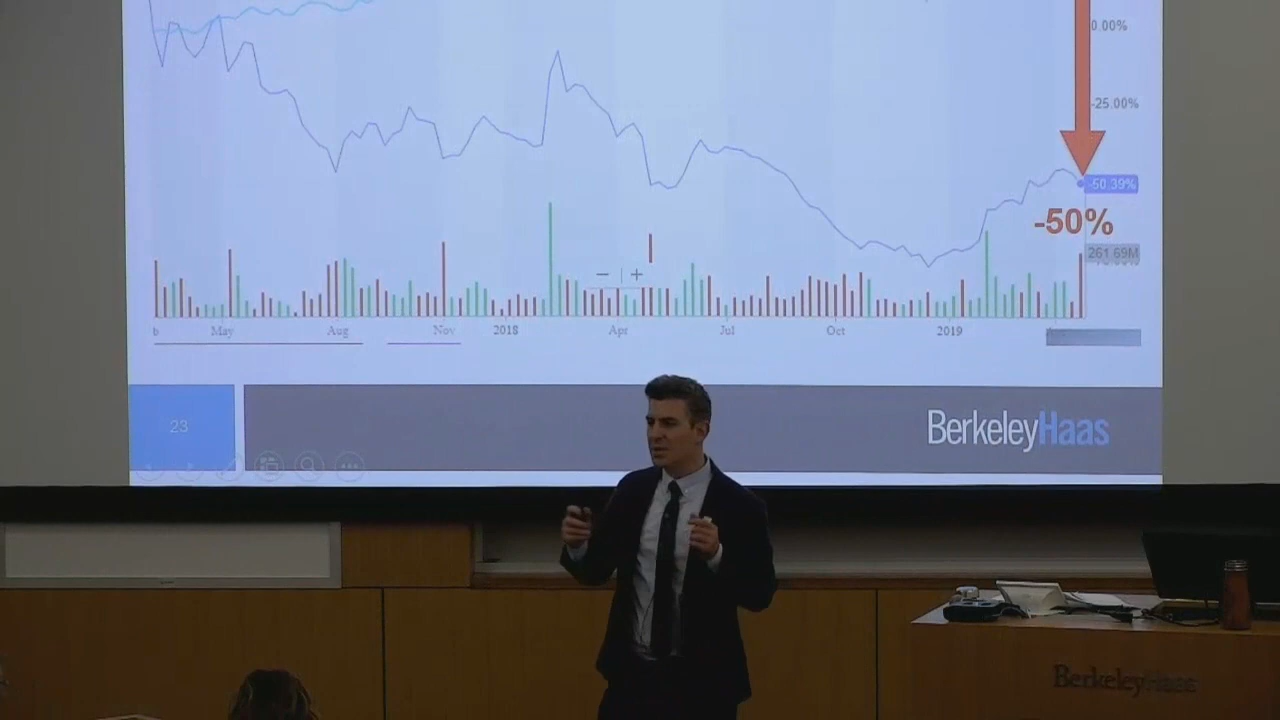 0.00%
-25.00%
-50.39%
-50%
261.69M
b May Aug Nov 2018 Apr Jul Oct 2019
23
BerkeleyHaas
BerkeleyHaas